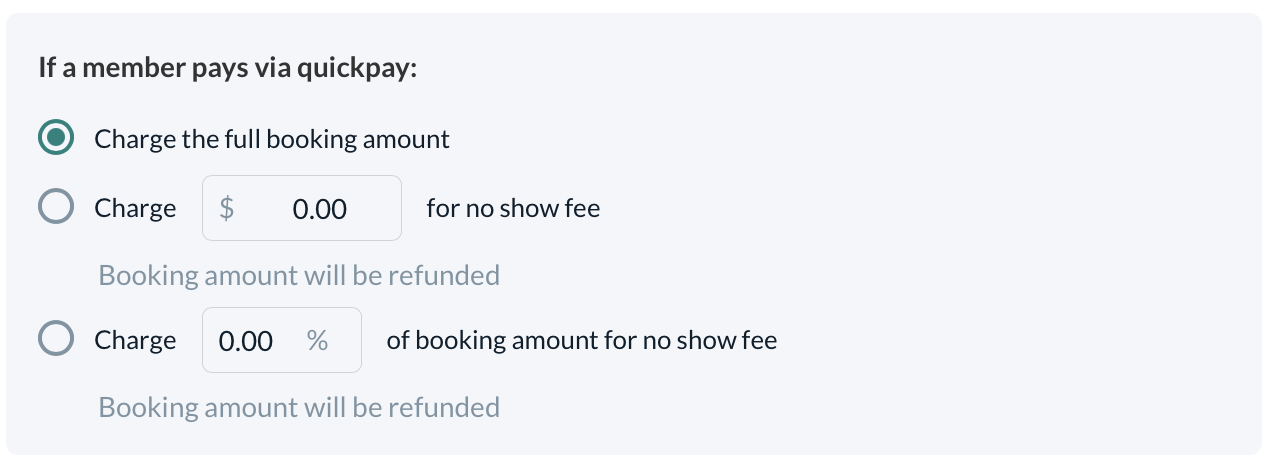 If a member pays via quickpay:
Charge the full booking amount
Charge $ 0.00 for no show fee
Booking amount will be refunded
Charge 0.00 % of booking amount for no show fee
Booking amount will be refunded